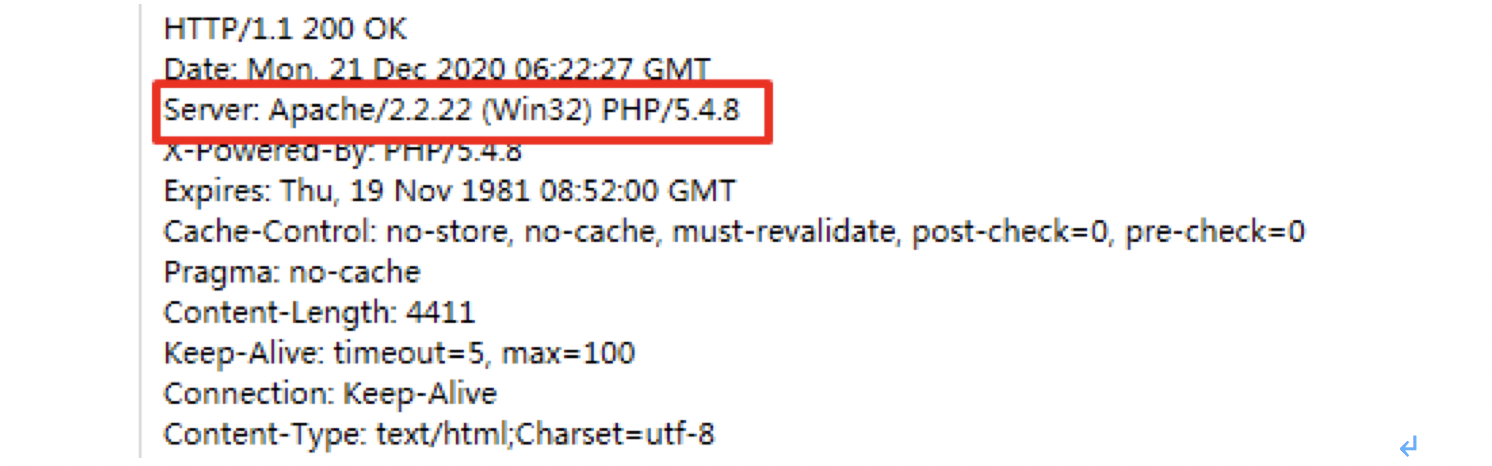 HTTP/1.1 200 OK
Date: Mon, 21 Dec 2020 06:22:27 GMT
Server: Apache/2.2.22 (Win32) PHP/5.4.8
X-Powered-By: PHP/5.4.8
Expires: Thu, 19 Nov 1981 08:52:00 GMT
Cache-Control: no-store, no-cache, must-revalidate, post-check=0, pre-check=0
Pragma: no-cache
Content-Length: 4411
Keep-Alive: timeout=5, max=100
Connection: Keep-Alive
Content-Type: text/html;Charset=utf-8